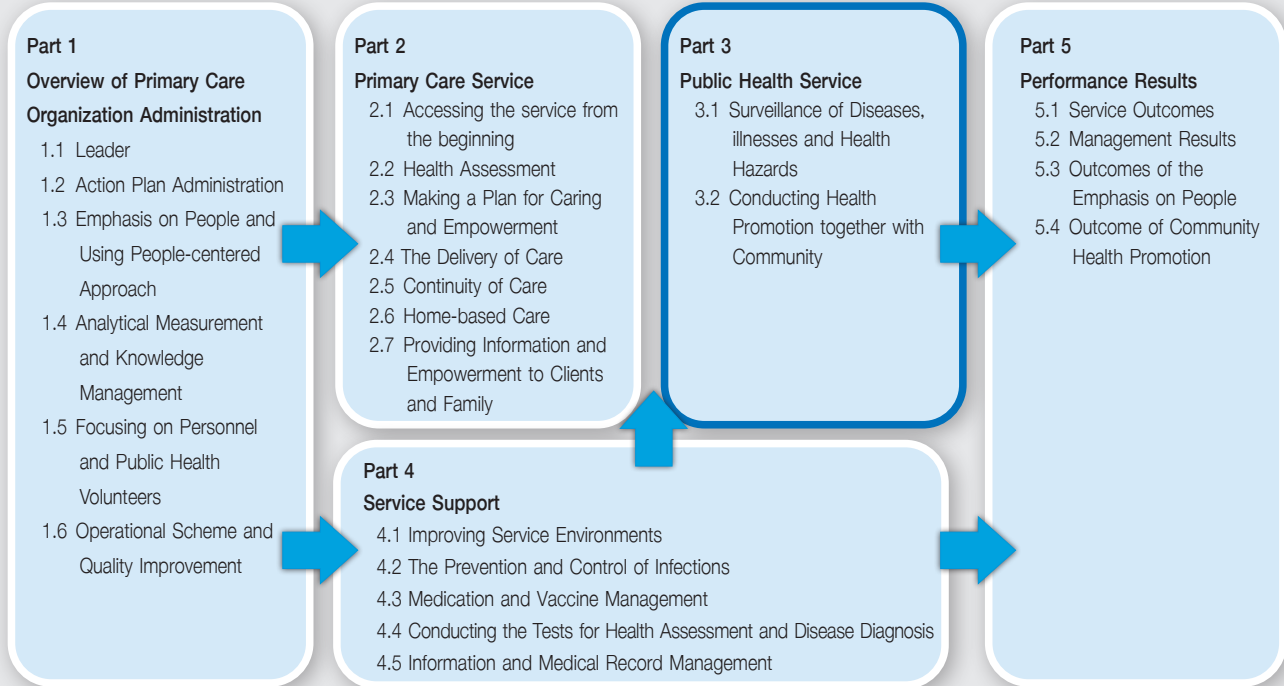 Part 1
Overview of Primary Care
Organization Administration
1.1 Leader
1.2 Action Plan Administration
1.3 Emphasis on People and
Using People-centered
Approach
1.4 Analytical Measurement
and Knowledge
Management
1.5 Focusing on Personnel
and Public Health
Volunteers
1.6 Operational Scheme and
Quality Improvement
Part 2
Primary Care Service
2.1 Accessing the service from
the beginning
2.2 Health Assessment
2.3 Making a Plan for Caring
and Empowerment
2.4 The Delivery of Care
2.5 Continuity of Care
2.6 Home-based Care
2.7 Providing Information and
Empowerment to Clients
and Family
Part 3
Public Health Service
3.1 Surveillance of Diseases,
illnesses and Health
Hazards
3.2 Conducting Health
Promotion together with
Community
Part 4
Service Support
4.1 Improving Service Environments
4.2 The Prevention and Control of Infections
4.3 Medication and Vaccine Management
4.4 Conducting the Tests for Health Assessment and Disease Diagnosis
4.5 Information and Medical Record Management
Part 5
Performance Results
5.1 Service Outcomes
5.2 Management Results
5.3 Outcomes of the
Emphasis on People
5.4 Outcome of Community
Health Promotion